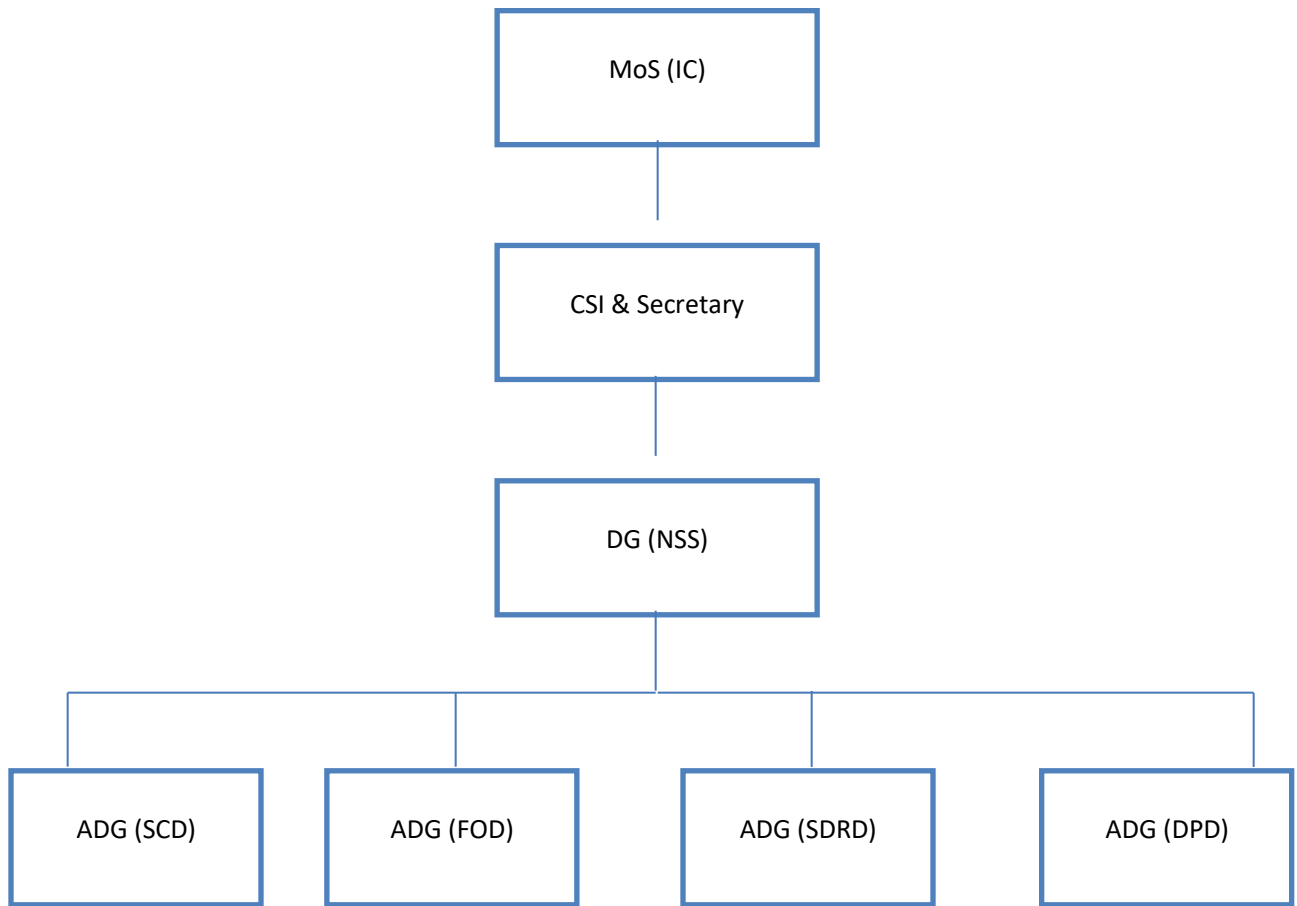 MoS (IC)
CSI & Secretary
DG (NSS)
ADG (SCD)
ADG (FOD)
ADG (SDRD)
ADG (DPD)